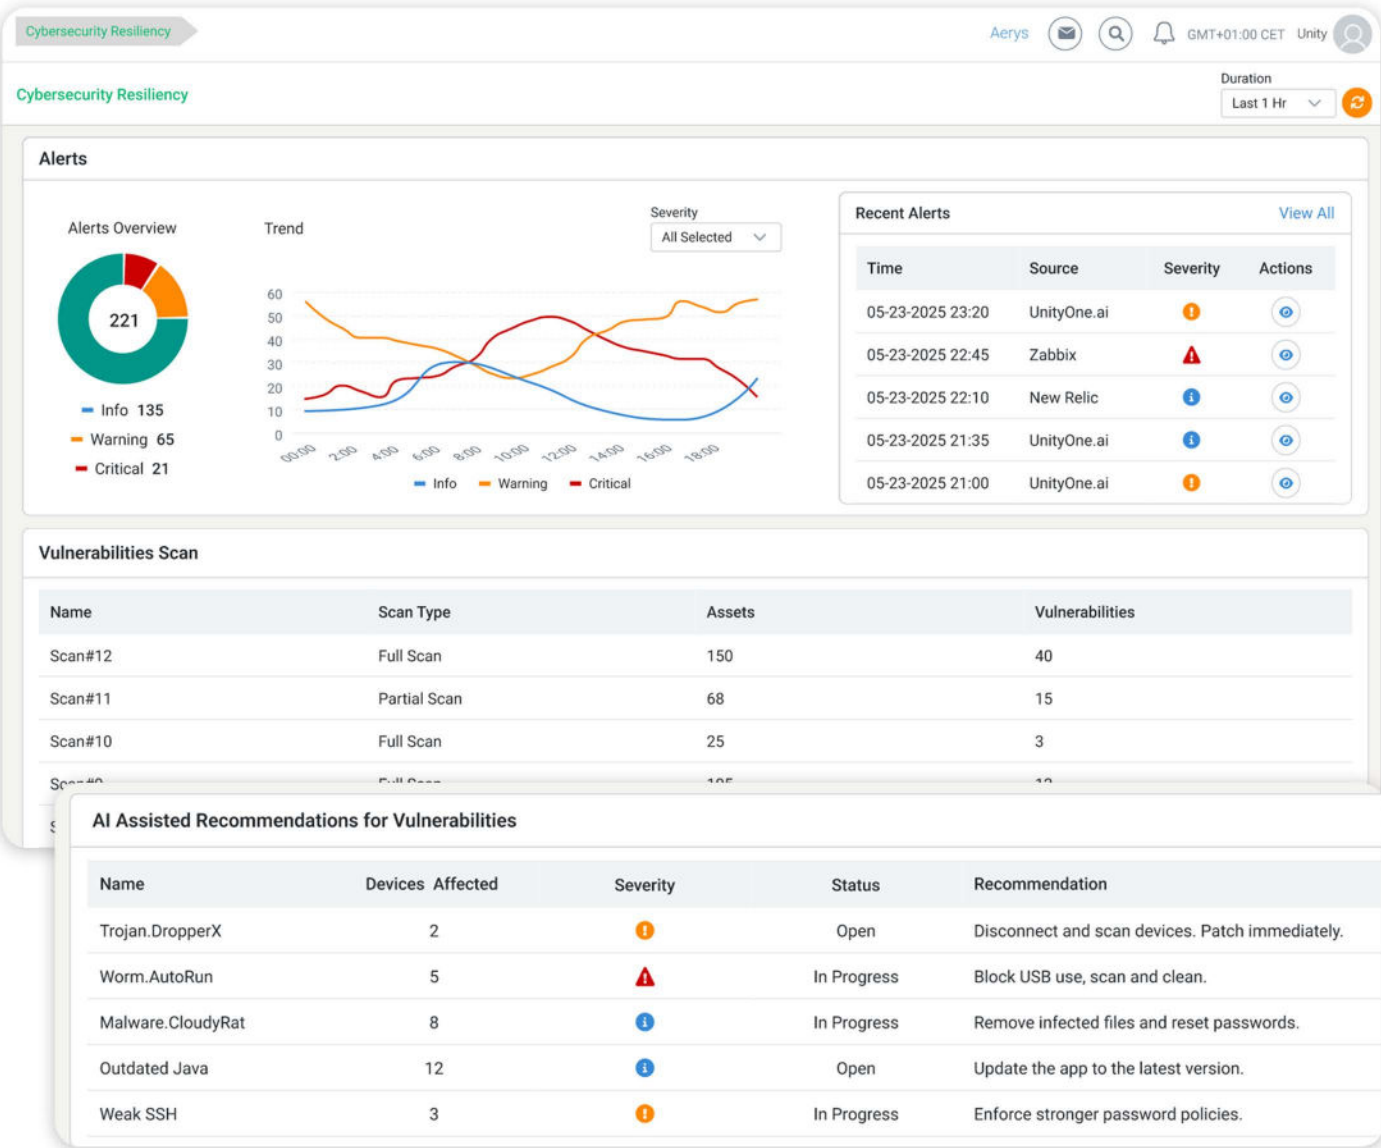 Cybersecurity Resiliency
Aerys GMT+01:00 CET Unity
Cybersecurity Resiliency
Duration
Last 1 Hr
Alerts
Alerts Overview
221
Info 135
Warning 65
Critical 21
Trend
Severity
All Selected
60
50
40
30
20
10
0
00:00 2:00 4:00 6:00 8:00 10:00 12:00 14:00 16:00 18:00
Info Warning Critical
Recent Alerts View All
Time Source Severity Actions
05-23-2025 23:20 UnityOne.ai
05-23-2025 22:45 Zabbix
05-23-2025 22:10 New Relic
05-23-2025 21:35 UnityOne.ai
05-23-2025 21:00 UnityOne.ai
Vulnerabilities Scan
Name Scan Type Assets Vulnerabilities
Scan#12 Full Scan 150 40
Scan#11 Partial Scan 68 15
Scan#10 Full Scan 25 3
Scan#9 Full Scan
AI Assisted Recommendations for Vulnerabilities
Name Devices Affected Severity Status Recommendation
Trojan.DropperX 2 Open Disconnect and scan devices. Patch immediately.
Worm.AutoRun 5 In Progress Block USB use, scan and clean.
Malware.CloudyRat 8 In Progress Remove infected files and reset passwords.
Outdated Java 12 Open Update the app to the latest version.
Weak SSH 3 In Progress Enforce stronger password policies.